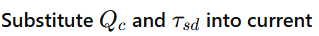 Substitute $Q_c$ and $\tau_{sd}$ into current